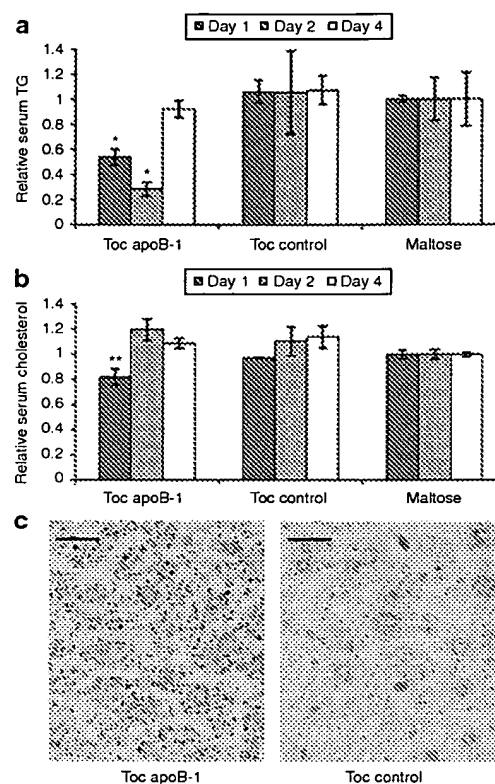 a
Day 1 Day 2 Day 4
Relative serum TG
1.4
1.2
1
0.8
0.6
0.4
0.2
0
*
*
Toc apoB-1 Toc control Maltose
b
Day 1 Day 2 Day 4
Relative serum cholesterol
1.4
1.2
1
0.8
0.6
0.4
0.2
0
**
Toc apoB-1 Toc control Maltose
c
Toc apoB-1 Toc control